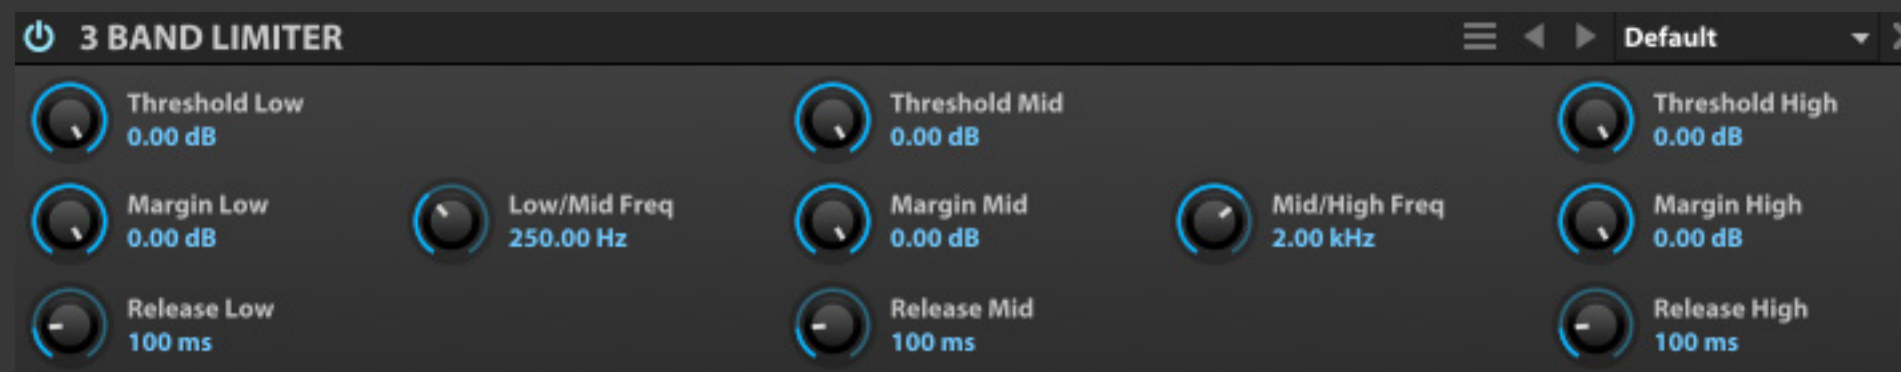 3 BAND LIMITER
Default
Threshold Low
0.00 dB
Threshold Mid
0.00 dB
Threshold High
0.00 dB
Margin Low
0.00 dB
Low/Mid Freq
250.00 Hz
Margin Mid
0.00 dB
Mid/High Freq
2.00 kHz
Margin High
0.00 dB
Release Low
100 ms
Release Mid
100 ms
Release High
100 ms